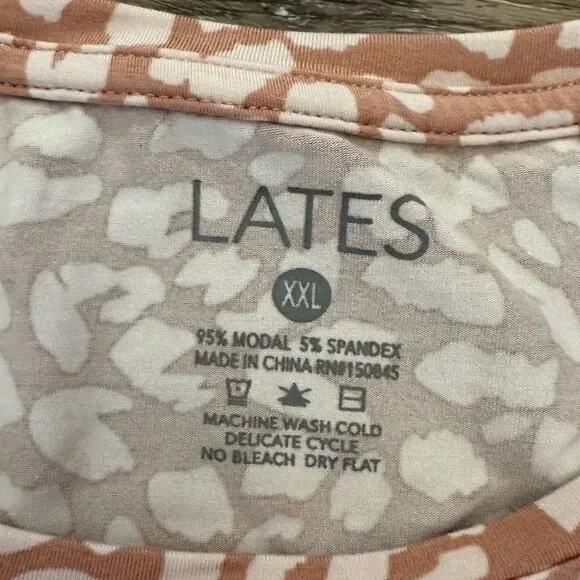 LATES
XXL
95% MODAL 5% SPANDEX
MADE IN CHINA RN#150845
MACHINE WASH COLD
DELICATE CYCLE
NO BLEACH DRY FLAT